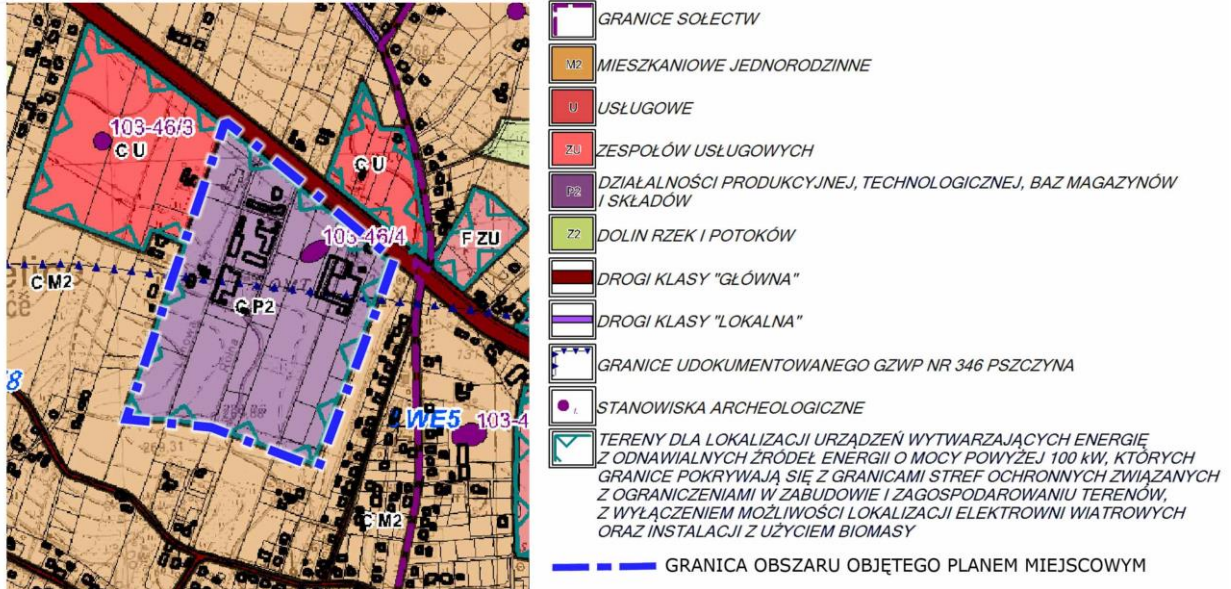 103-46/3
C U
C U
D
103-46/4
F ZU
C M2
C P2
Rolna
8
WE5
103-4
269,31
C M2
GRANICE SOŁECTW
M2 MIESZKANIOWE JEDNORODZINNE
U USŁUGOWE
ZU ZESPOŁÓW USŁUGOWYCH
P2 DZIAŁALNOŚCI PRODUKCYJNEJ, TECHNOLOGICZNEJ, BAZ MAGAZYNÓW
I SKŁADÓW
Z2 DOLIN RZEK I POTOKÓW
DROGI KLASY "GŁÓWNA"
DROGI KLASY "LOKALNA"
GRANICE UDOKUMENTOWANEGO GZWP NR 346 PSZCZYNA
STANOWISKA ARCHEOLOGICZNE
TERENY DLA LOKALIZACJI URZĄDZEŃ WYTWARZAJĄCYCH ENERGIĘ
Z ODNAWIALNYCH ŹRÓDEŁ ENERGII O MOCY POWYŻEJ 100 kW, KTÓRYCH
GRANICE POKRYWAJĄ SIĘ Z GRANICAMI STREF OCHRONNYCH ZWIĄZANYCH
Z OGRANICZENIAMI W ZABUDOWIE I ZAGOSPODAROWANIU TERENÓW,
Z WYŁĄCZENIEM MOŻLIWOŚCI LOKALIZACJI ELEKTROWNI WIATROWYCH
ORAZ INSTALACJI Z UŻYCIEM BIOMASY
GRANICA OBSZARU OBJĘTEGO PLANEM MIEJSCOWYM